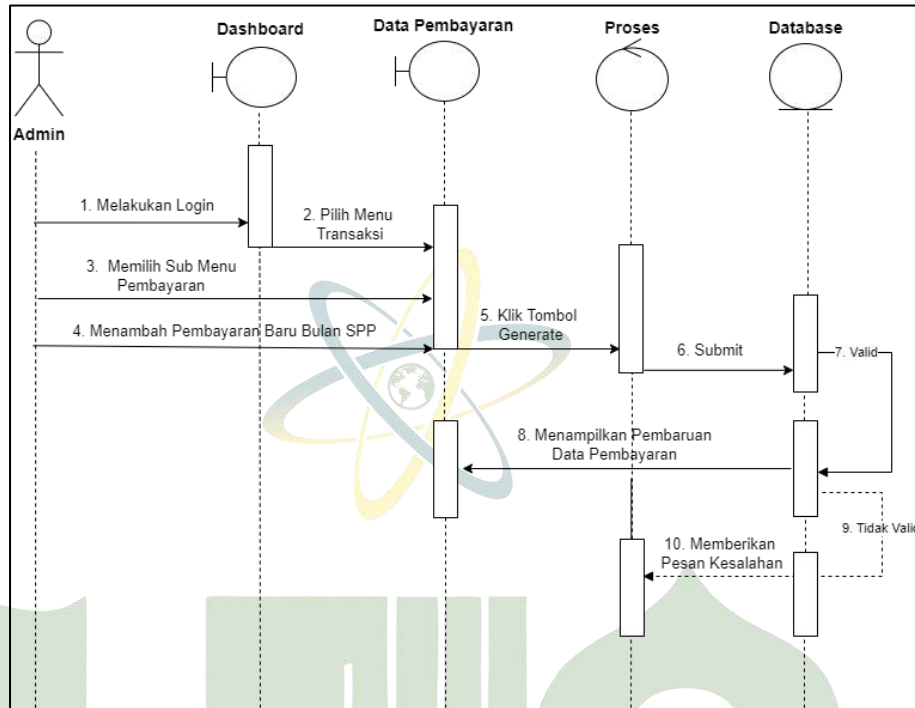 Dashboard
Data Pembayaran
Proses
Database
Admin
1. Melakukan Login
2. Pilih Menu
Transaksi
3. Memilih Sub Menu
Pembayaran
4. Menambah Pembayaran Baru Bulan SPP
5. Klik Tombol
Generate
6. Submit
7. Valid
8. Menampilkan Pembaruan
Data Pembayaran
9. Tidak Valid
10. Memberikan
Pesan Kesalahan